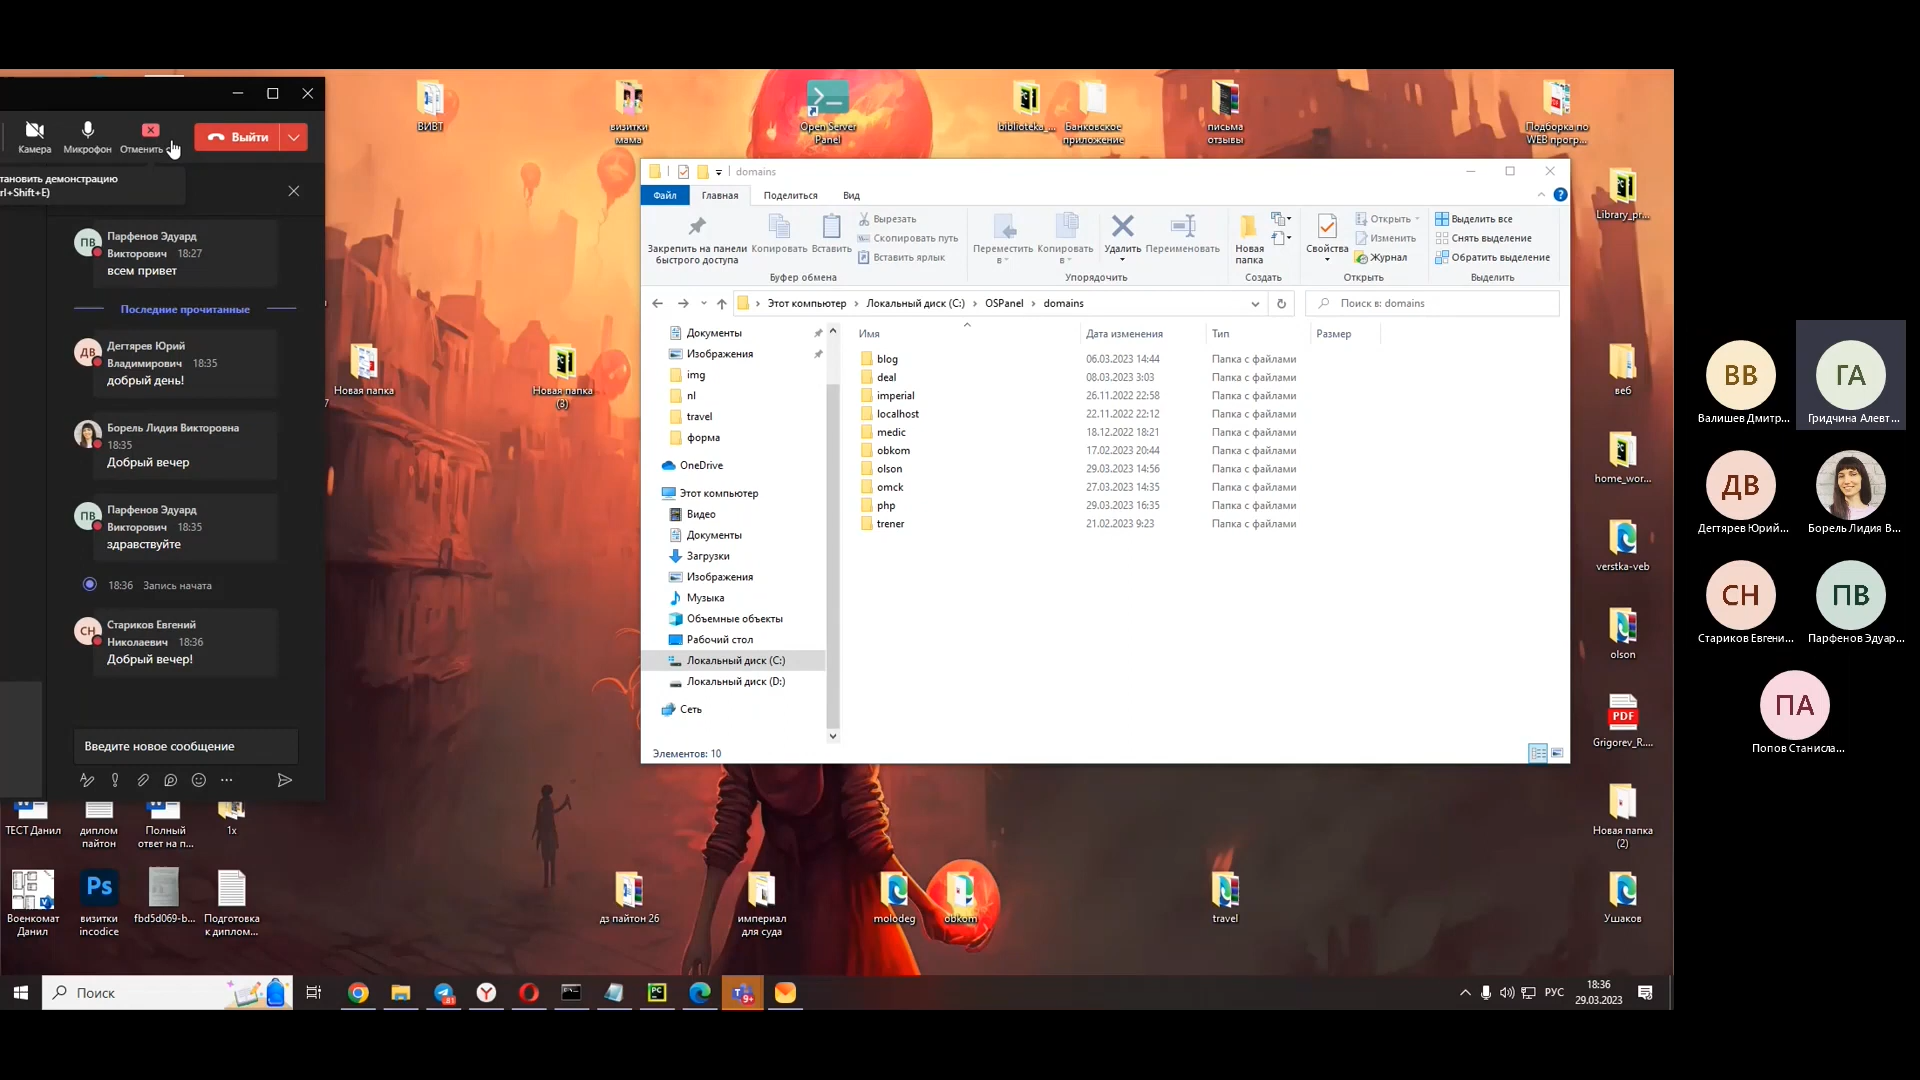 Камера
Микрофон
Отменить
Выйти
становить демонстрацию
rl+Shift+E)
ПВ
Парфенов Эдуард
Викторович 18:27
всем привет
Последние прочитанные
ДВ
Дегтярев Юрий
Владимирович 18:35
добрый день!
Борель Лидия Викторовна
18:35
Добрый вечер
ПВ
Парфенов Эдуард
Викторович 18:35
здравствуйте
18:36 Запись начата
СН
Стариков Евгений
Николаевич 18:36
Добрый вечер!
Введите новое сообщение
ВИВТ
визитки
мама
Open Server
Panel
biblioteka_...
Банковское
приложение
письма
отзывы
Подборка по
WEB прогр...
Library_pr...
Новая папка
7
Новая папка
(3)
веб
home_wor...
verstka-veb
olson
PDF
Grigorev_R....
Новая папка
(2)
Ушаков
domains
Файл
Главная
Поделиться
Вид
Закрепить на панели
быстрого доступа
Копировать
Вставить
Вырезать
Скопировать путь
Вставить ярлык
Буфер обмена
Переместить
в
Копировать
в
Удалить
Переименовать
Упорядочить
Новая
папка
Создать
Свойства
Открыть
Изменить
Журнал
Открыть
Выделить все
Снять выделение
Обратить выделение
Выделить
Этот компьютер
Локальный диск (C:)
OSPanel
domains
Поиск в: domains
Документы
Изображения
img
nl
travel
форма
OneDrive
Этот компьютер
Видео
Документы
Загрузки
Изображения
Музыка
Объемные объекты
Рабочий стол
Локальный диск (C:)
Локальный диск (D:)
Сеть
Имя Дата изменения Тип Размер
blog 06.03.2023 14:44 Папка с файлами
deal 08.03.2023 3:03 Папка с файлами
imperial 26.11.2022 22:58 Папка с файлами
localhost 22.11.2022 22:12 Папка с файлами
medic 18.12.2022 18:21 Папка с файлами
obkom 17.02.2023 20:44 Папка с файлами
olson 29.03.2023 14:56 Папка с файлами
omck 27.03.2023 14:35 Папка с файлами
php 29.03.2023 16:35 Папка с файлами
trener 21.02.2023 9:23 Папка с файлами
Элементов: 10
ТЕСТ Данил
диплом
пайтон
Полный
ответ на п...
1x
Военкомат
Данил
Ps
визитки
incodice
fbd5d069-b...
Подготовка
к диплом...
дз пайтон 26
империал
для суда
molodeg
obkom
travel
Поиск
РУС
18:36
29.03.2023
ВВ
Валишев Дмитр...
ГА
Гридчина Алевт...
ДВ
Дегтярев Юрий...
Борель Лидия В...
СН
Стариков Евгени...
ПВ
Парфенов Эдуар...
ПА
Попов Станисла...